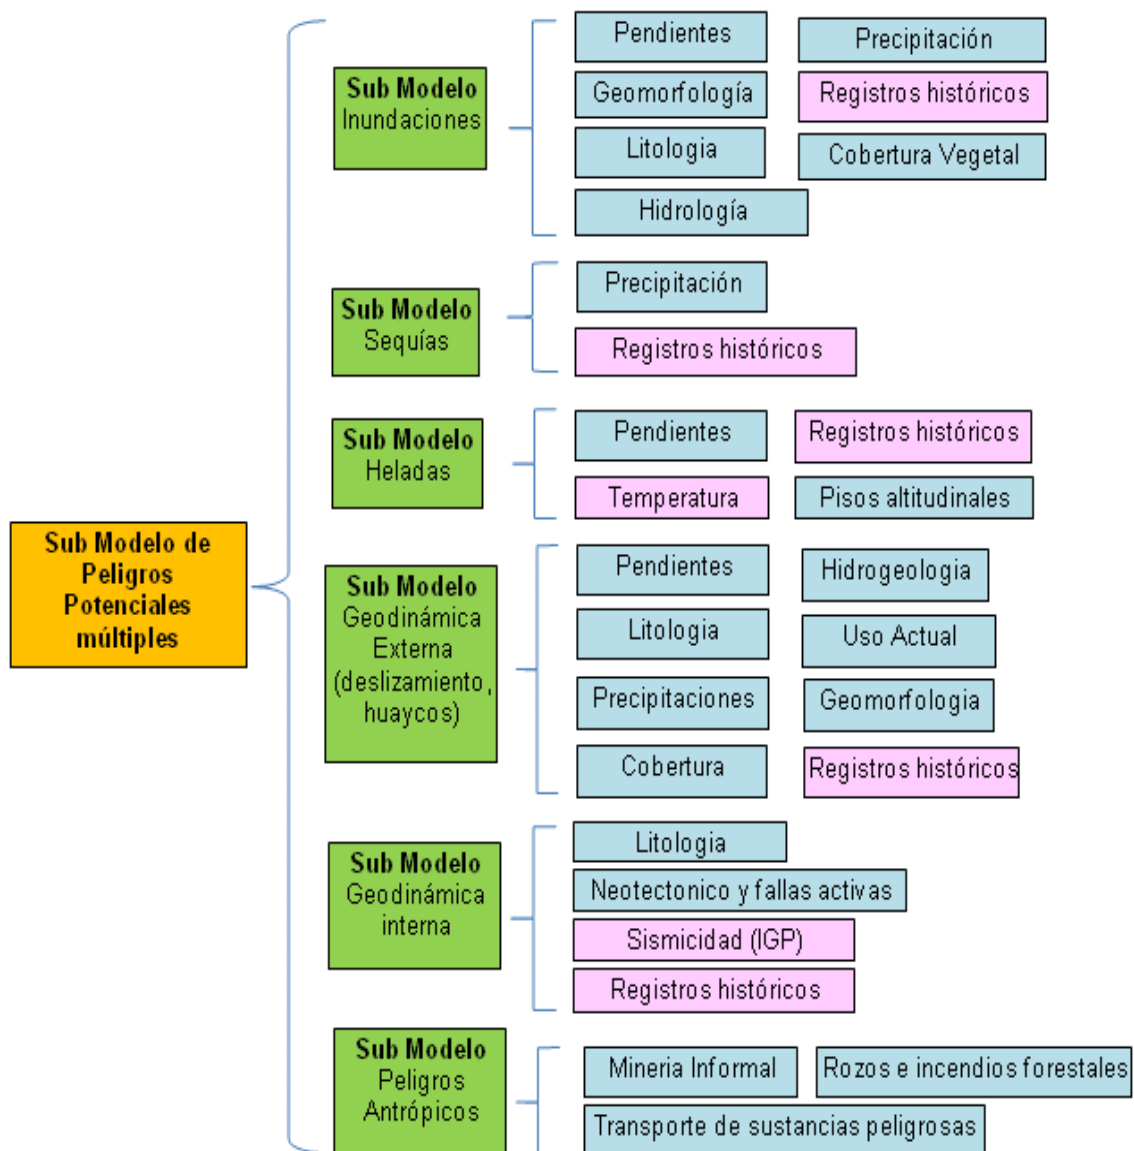 Sub Modelo de
Peligros
Potenciales
múltiples
Sub Modelo
Inundaciones
Pendientes
Precipitación
Geomorfología
Registros históricos
Litologia
Cobertura Vegetal
Hidrología
Sub Modelo
Sequías
Precipitación
Registros históricos
Sub Modelo
Heladas
Pendientes
Registros históricos
Temperatura
Pisos altitudinales
Sub Modelo
Geodinámica
Externa
(deslizamiento,
huaycos)
Pendientes
Hidrogeologia
Litologia
Uso Actual
Precipitaciones
Geomorfologia
Cobertura
Registros históricos
Sub Modelo
Geodinámica
interna
Litologia
Neotectonico y fallas activas
Sismicidad (IGP)
Registros históricos
Sub Modelo
Peligros
Antrópicos
Mineria Informal
Rozos e incendios forestales
Transporte de sustancias peligrosas